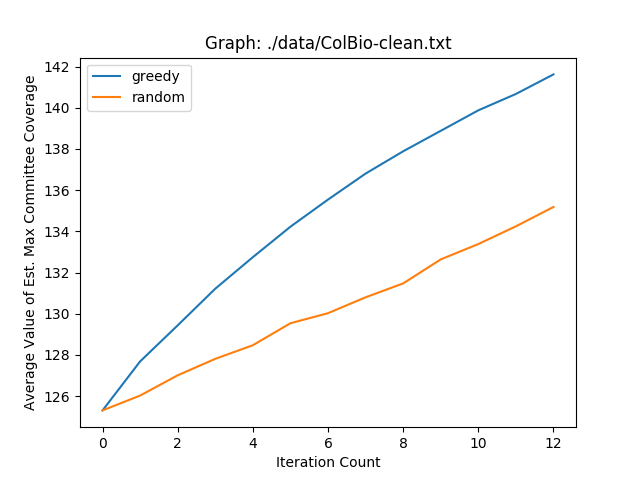 Graph: ./data/ColBio-clean.txt
greedy
random
Average Value of Est. Max Committee Coverage
142
140
138
136
134
132
130
128
126
0 2 4 6 8 10 12
Iteration Count